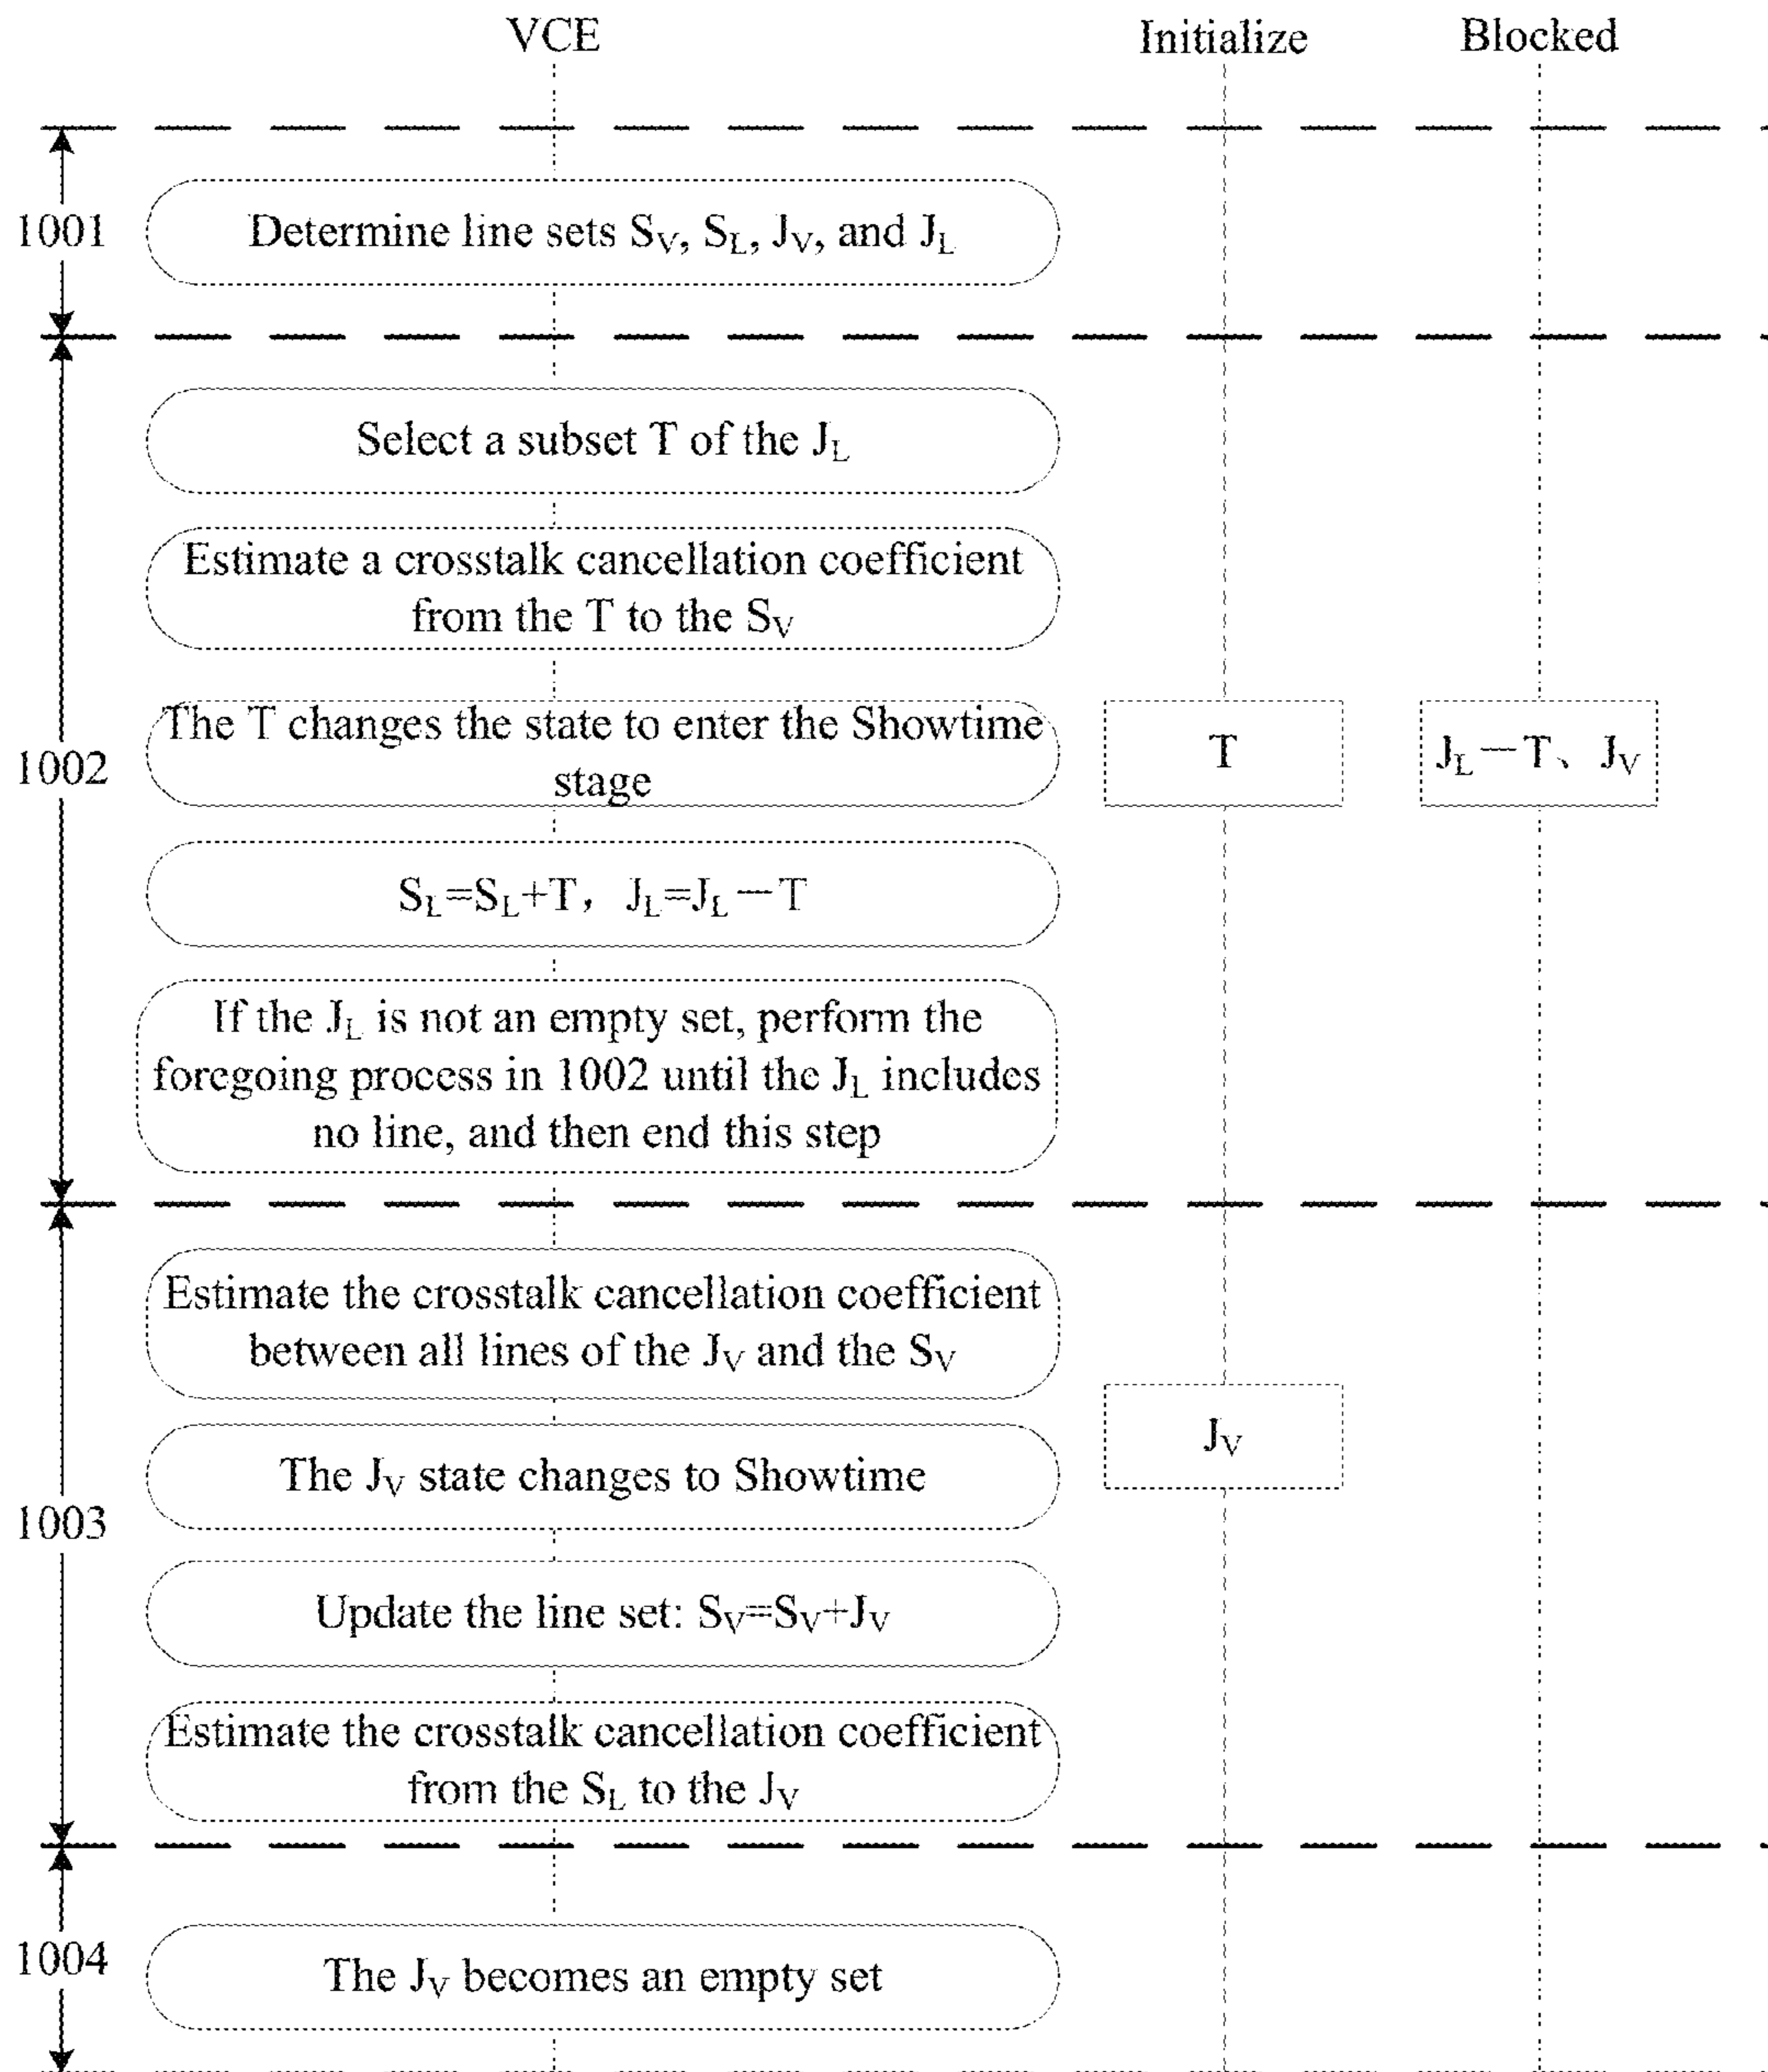 VCE Initialize Blocked
1001
Determine line sets S_V, S_L, J_V, and J_L
1002
Select a subset T of the J_L
Estimate a crosstalk cancellation coefficient
from the T to the S_V
The T changes the state to enter the Showtime
stage
T
J_L－T、J_V
S_L=S_L+T，J_L=J_L－T
If the J_L is not an empty set, perform the
foregoing process in 1002 until the J_L includes
no line, and then end this step
1003
Estimate the crosstalk cancellation coefficient
between all lines of the J_V and the S_V
J_V
The J_V state changes to Showtime
Update the line set: S_V=S_V+J_V
Estimate the crosstalk cancellation coefficient
from the S_L to the J_V
1004
The J_V becomes an empty set